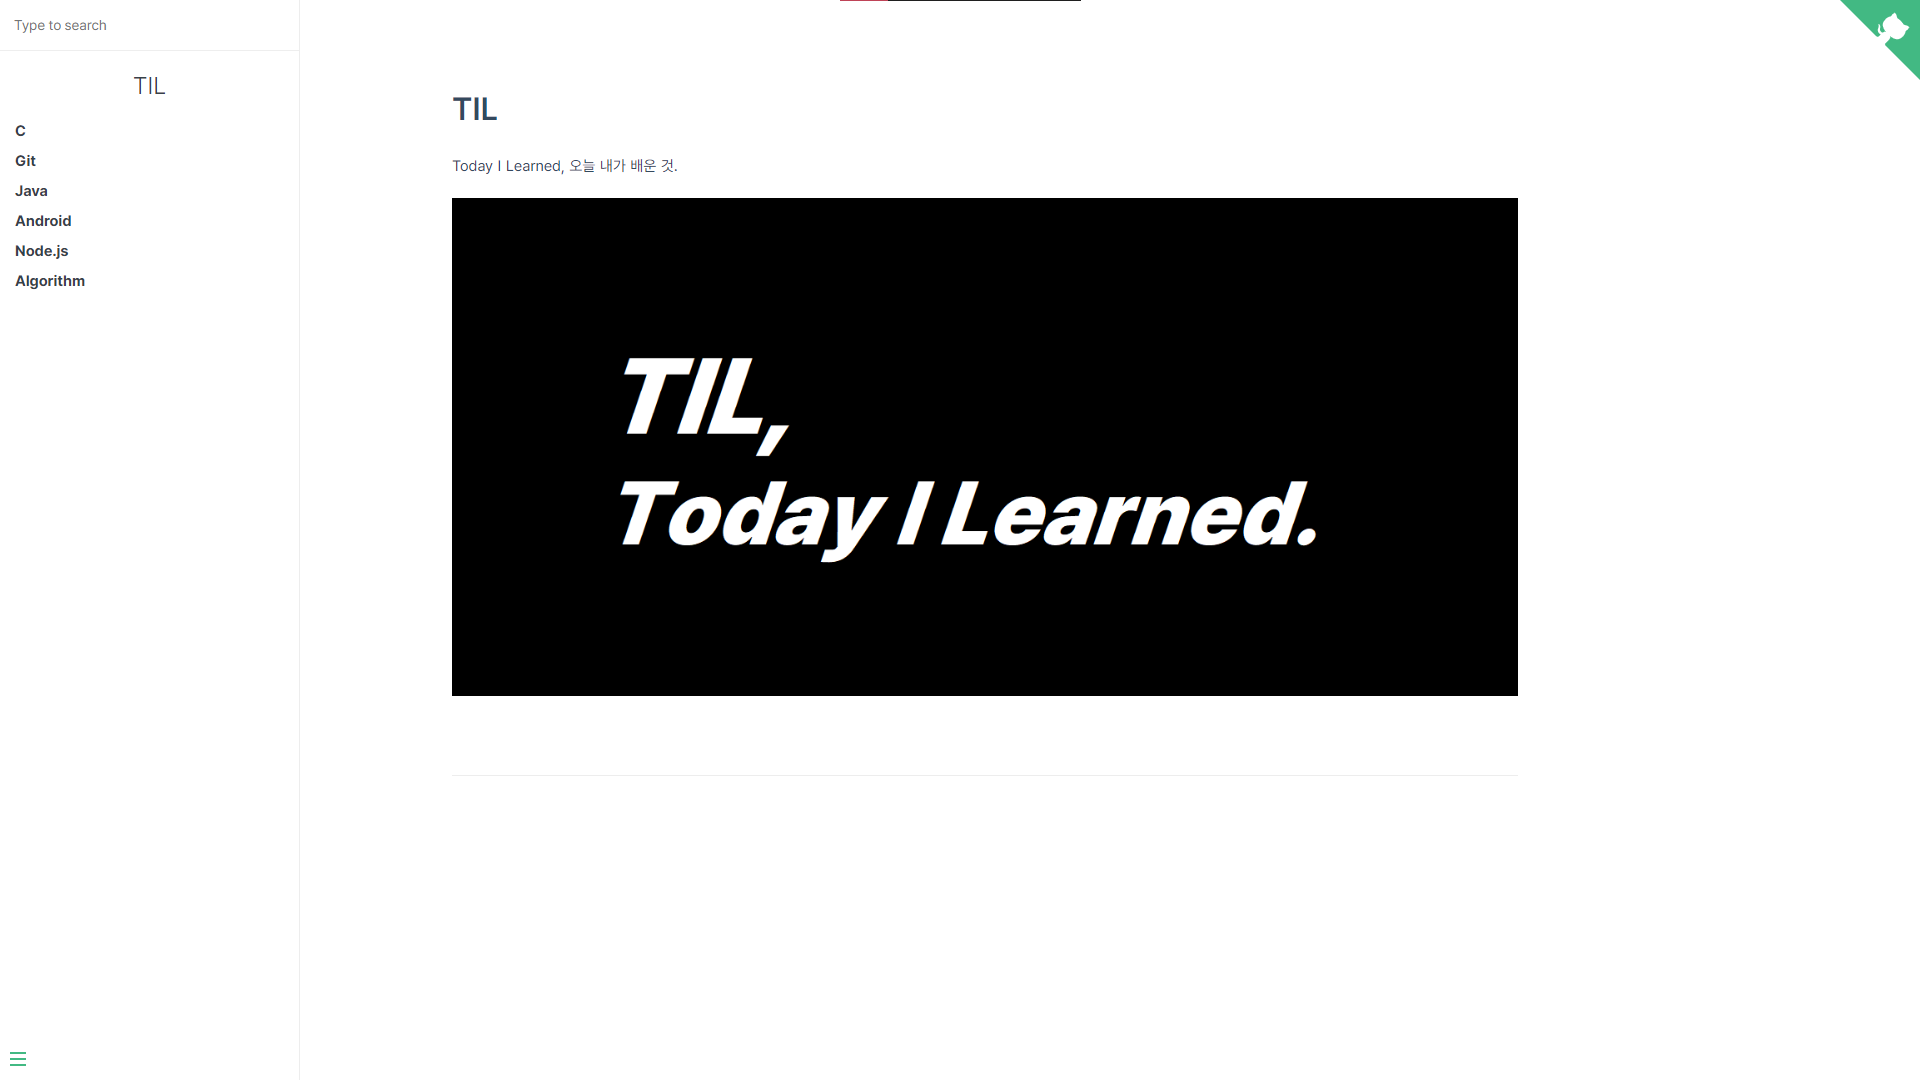 Type to search
TIL
C
Git
Java
Android
Node.js
Algorithm
TIL
Today I Learned, 오늘 내가 배운 것.
TIL,
Today I Learned.